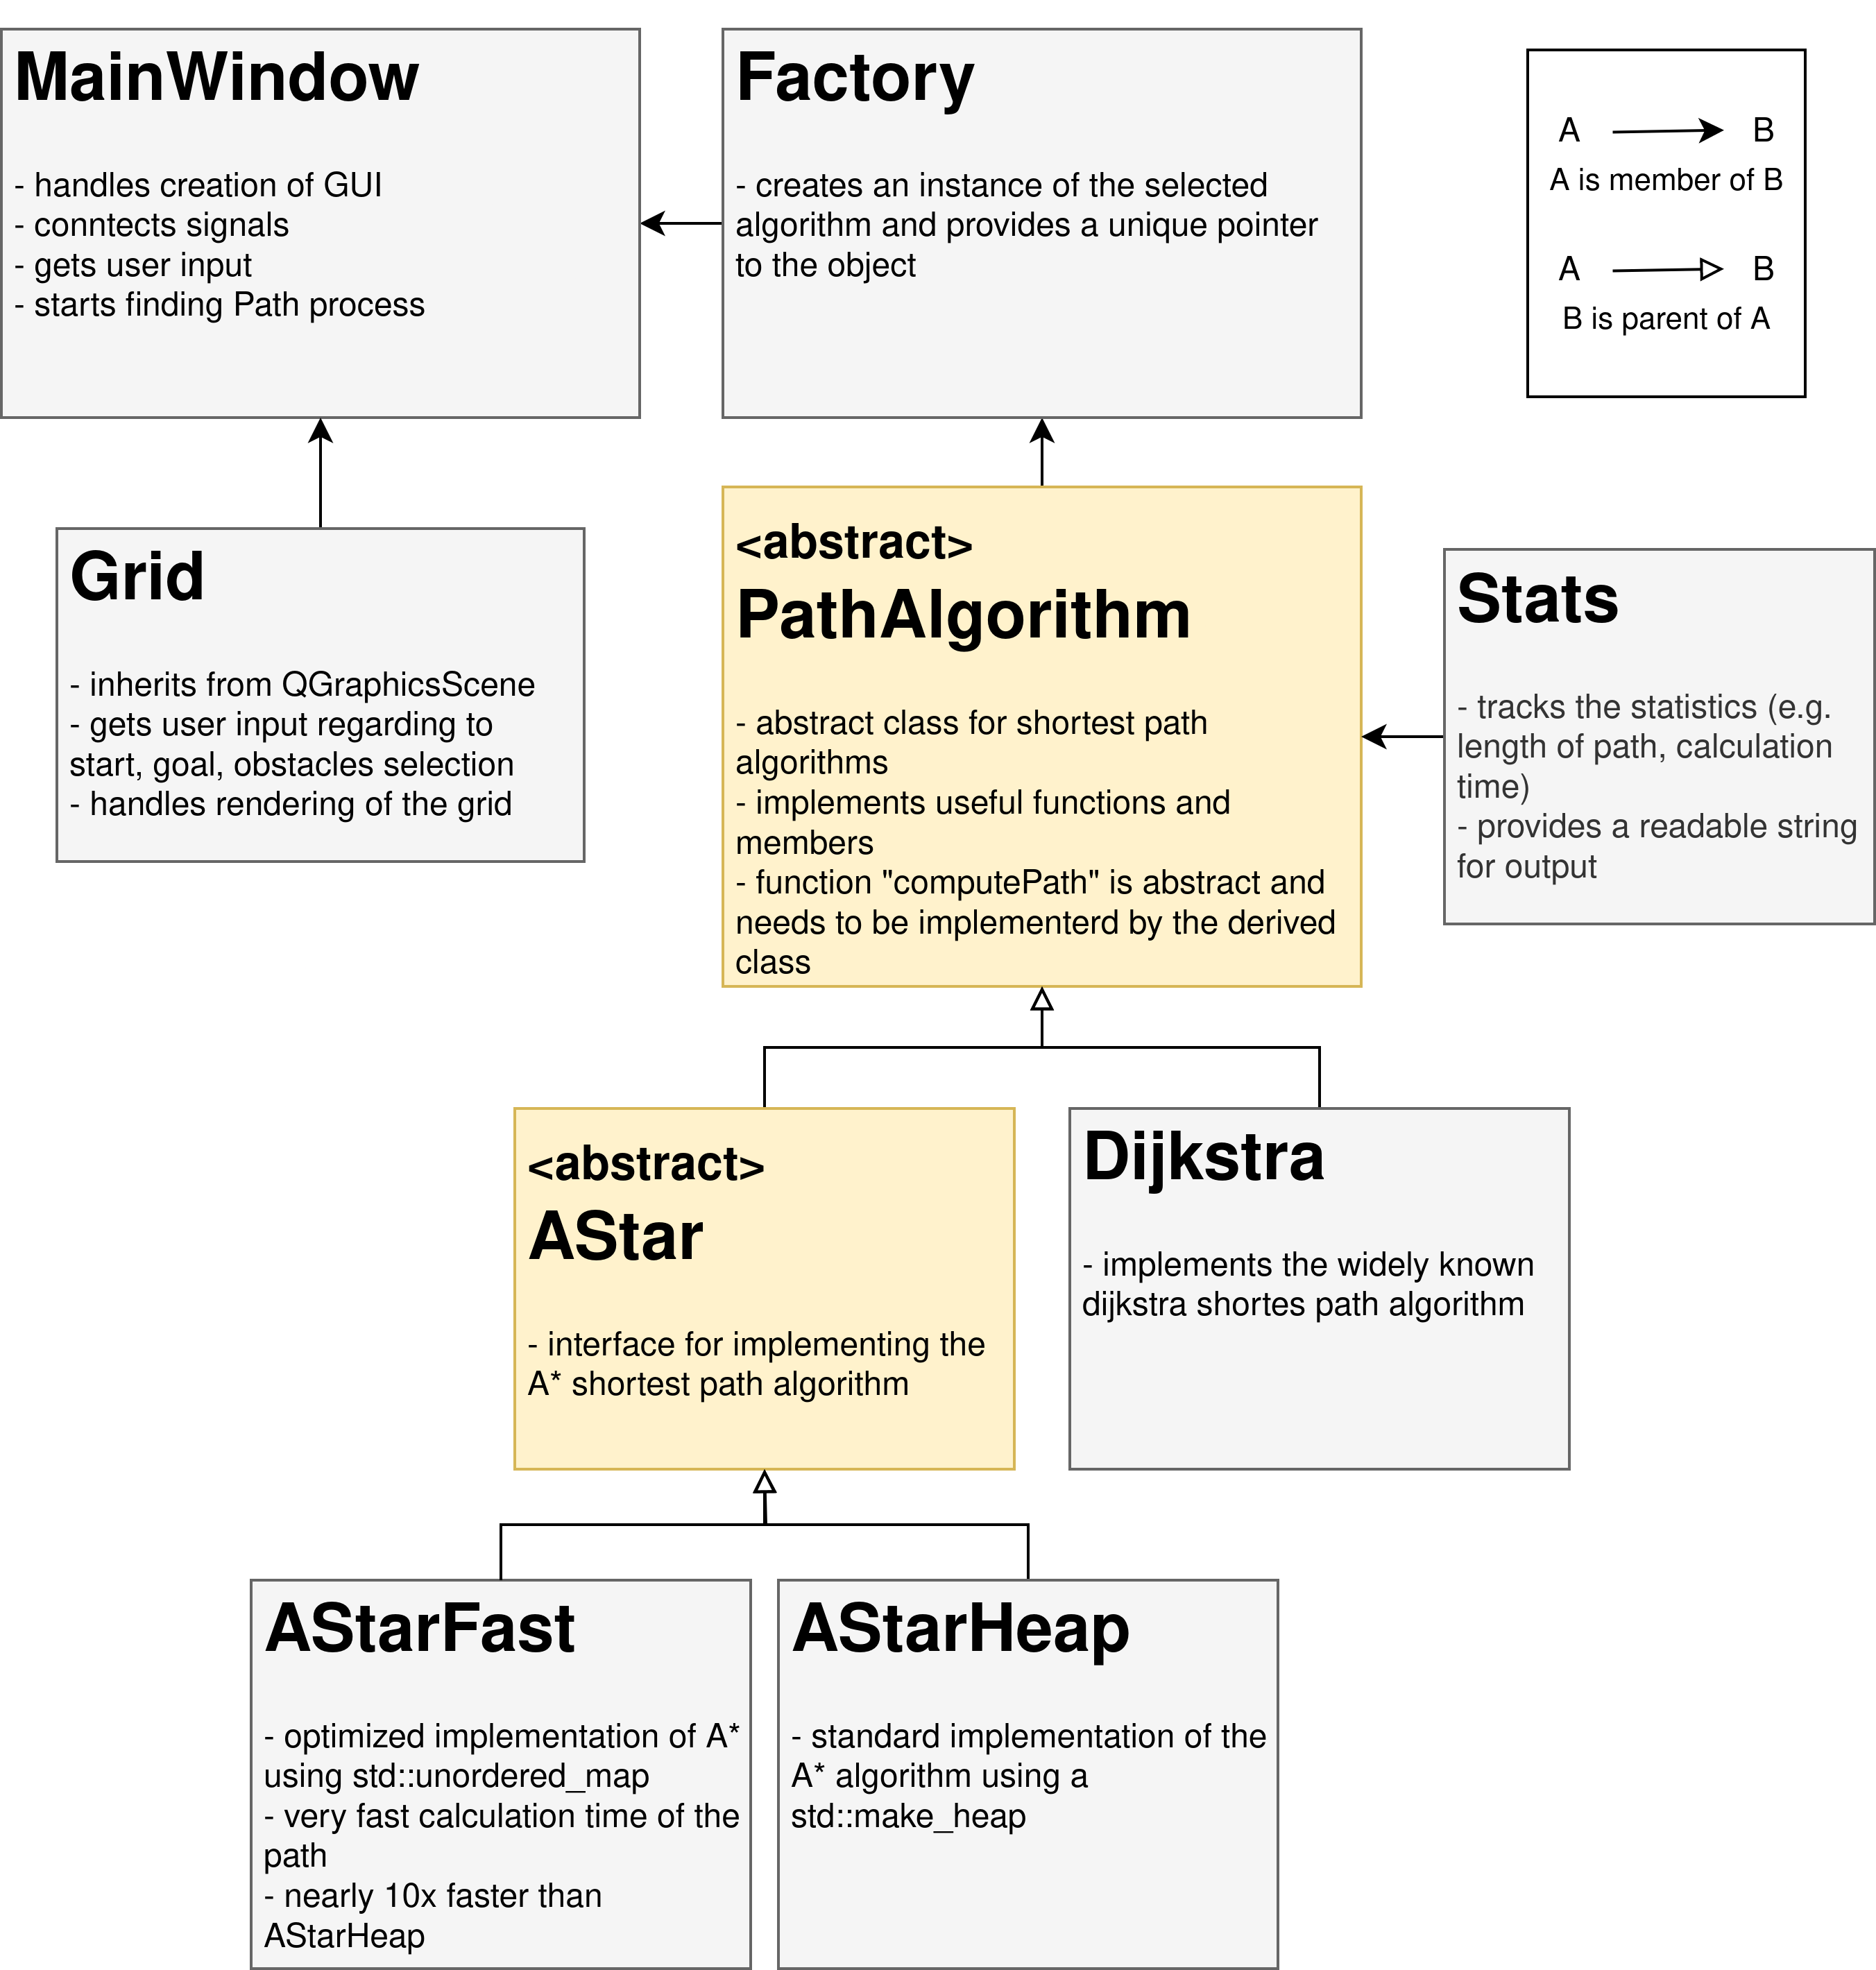 MainWindow
- handles creation of GUI
- conntects signals
- gets user input
- starts finding Path process
Factory
- creates an instance of the selected
algorithm and provides a unique pointer
to the object
A B
A is member of B
A B
B is parent of A
Grid
- inherits from QGraphicsScene
- gets user input regarding to
start, goal, obstacles selection
- handles rendering of the grid
<abstract>
PathAlgorithm
- abstract class for shortest path
algorithms
- implements useful functions and
members
- function "computePath" is abstract and
needs to be implementerd by the derived
class
Stats
- tracks the statistics (e.g.
length of path, calculation
time)
- provides a readable string
for output
<abstract>
AStar
- interface for implementing the
A* shortest path algorithm
Dijkstra
- implements the widely known
dijkstra shortes path algorithm
AStarFast
- optimized implementation of A*
using std::unordered_map
- very fast calculation time of the
path
- nearly 10x faster than
AStarHeap
AStarHeap
- standard implementation of the
A* algorithm using a
std::make_heap